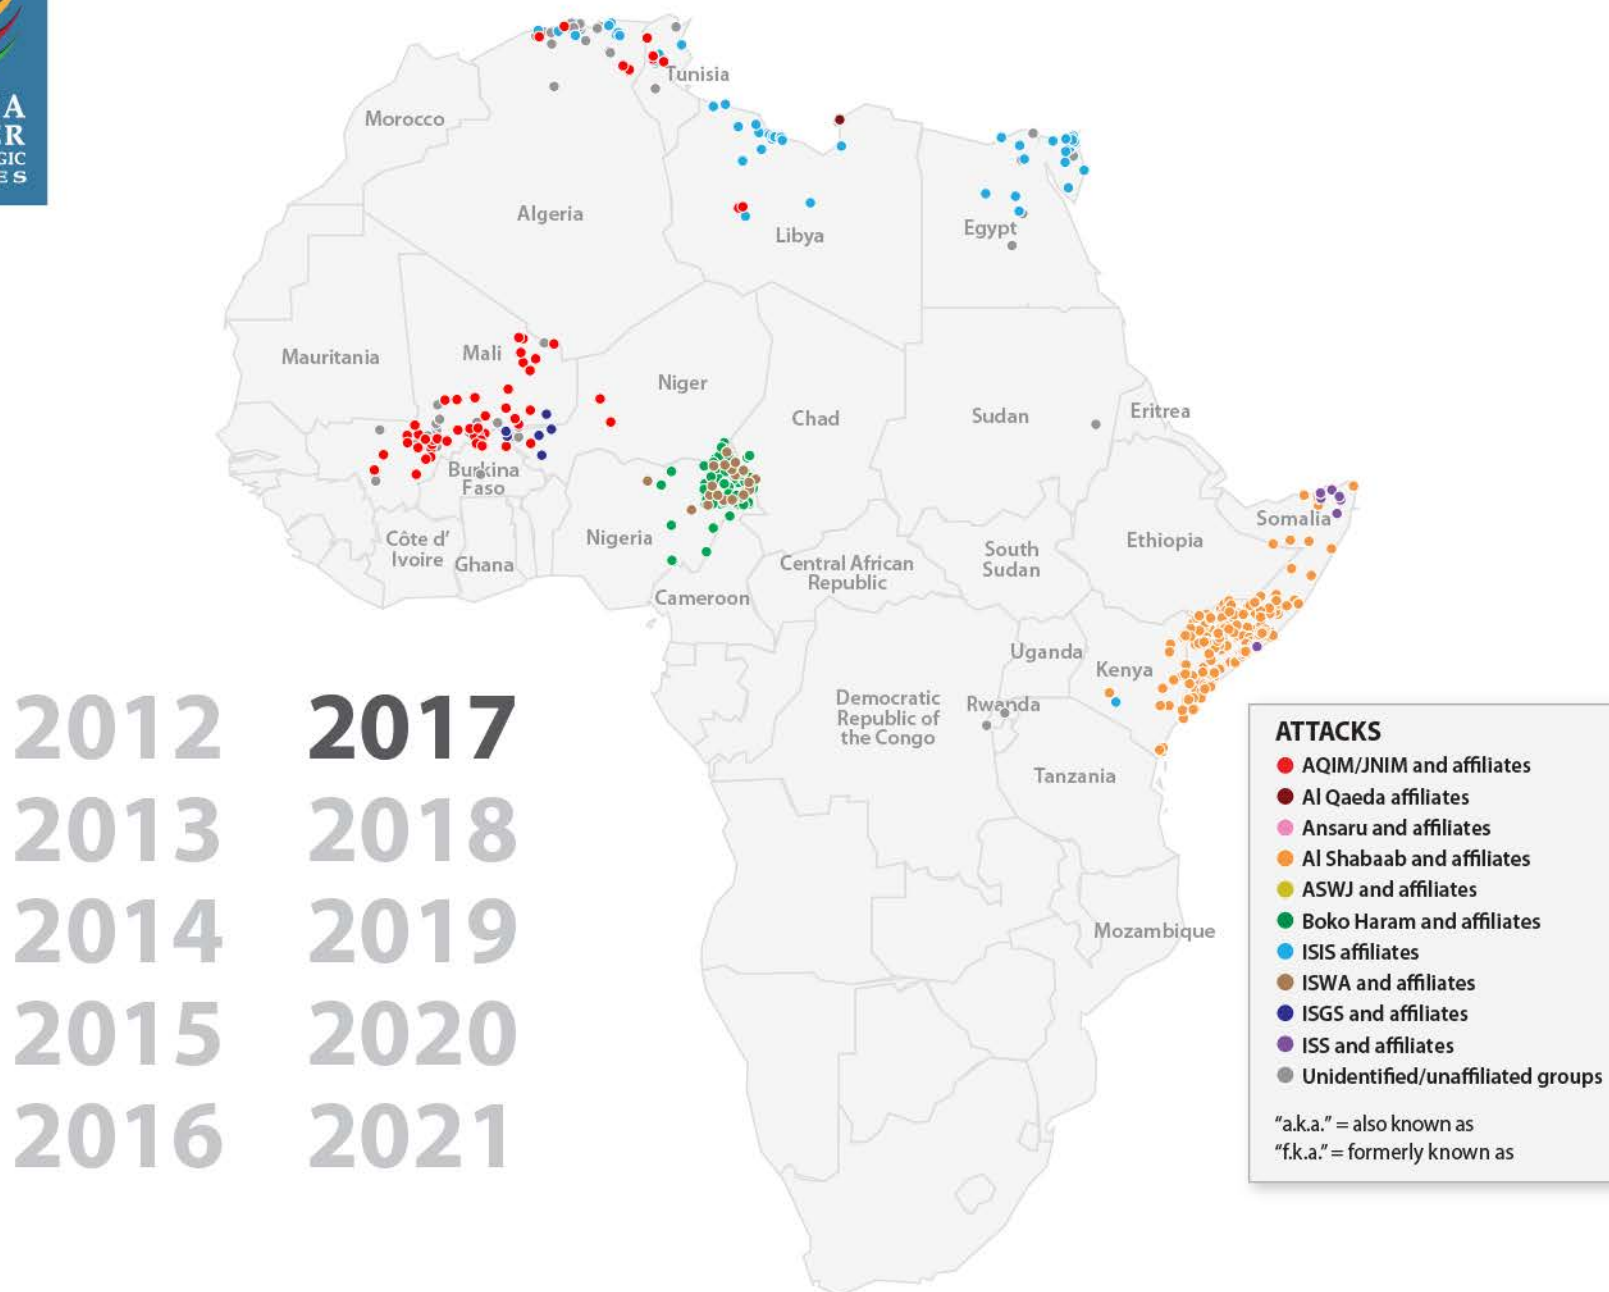 A
ER
GIC
ES
Tunisia
Morocco
Algeria
Libya
Egypt
Mauritania
Mali
Niger
Chad
Sudan
Eritrea
Burkina
Faso
Nigeria
Côte d’
Ivoire
Ghana
Cameroon
Central African
Republic
South
Sudan
Ethiopia
Somalia
Uganda
Kenya
Democratic
Republic of
the Congo
Rwanda
Tanzania
Mozambique
2012 2017
2013 2018
2014 2019
2015 2020
2016 2021
ATTACKS
AQIM/JNIM and affiliates
Al Qaeda affiliates
Ansaru and affiliates
Al Shabaab and affiliates
ASWJ and affiliates
Boko Haram and affiliates
ISIS affiliates
ISWA and affiliates
ISGS and affiliates
ISS and affiliates
Unidentified/unaffiliated groups
“a.k.a.” = also known as
“f.k.a.” = formerly known as